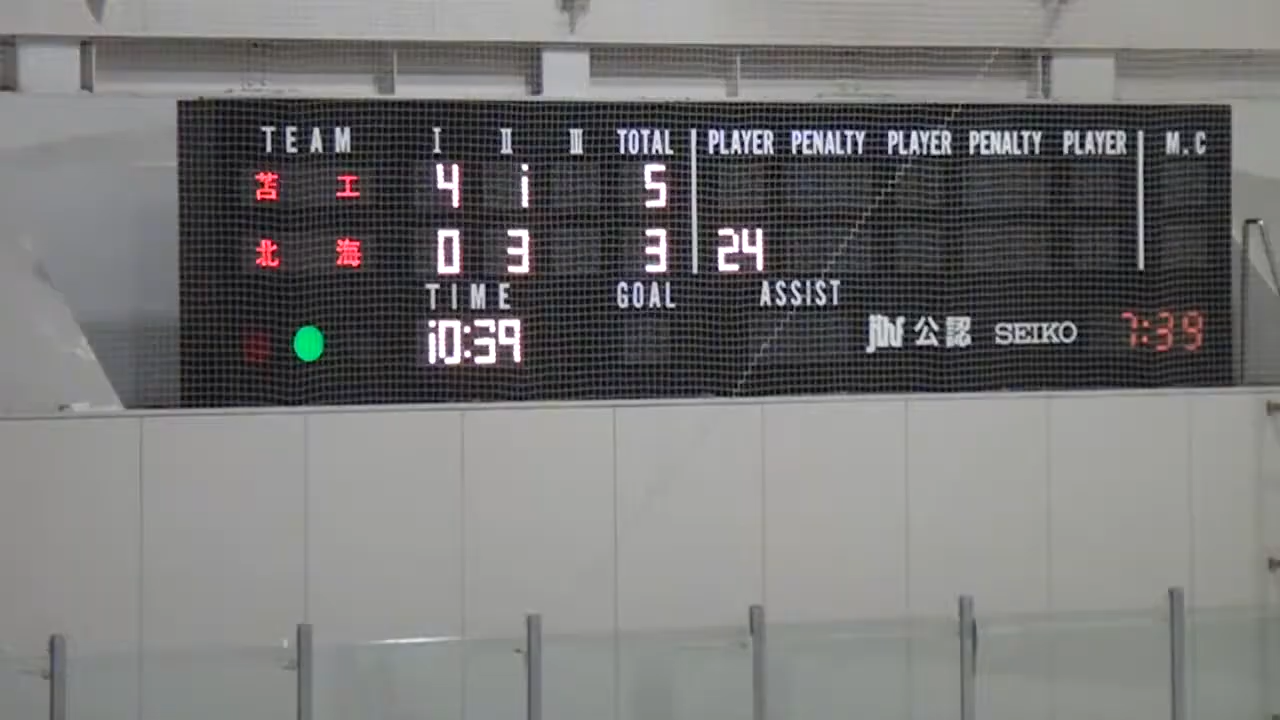 TEAM I II III TOTAL PLAYER PENALTY PLAYER PENALTY PLAYER M.C
苫 工 4 1 5
北 海 0 3 3 24
TIME GOAL ASSIST
10:39 jihf 公認 SEIKO 7:39